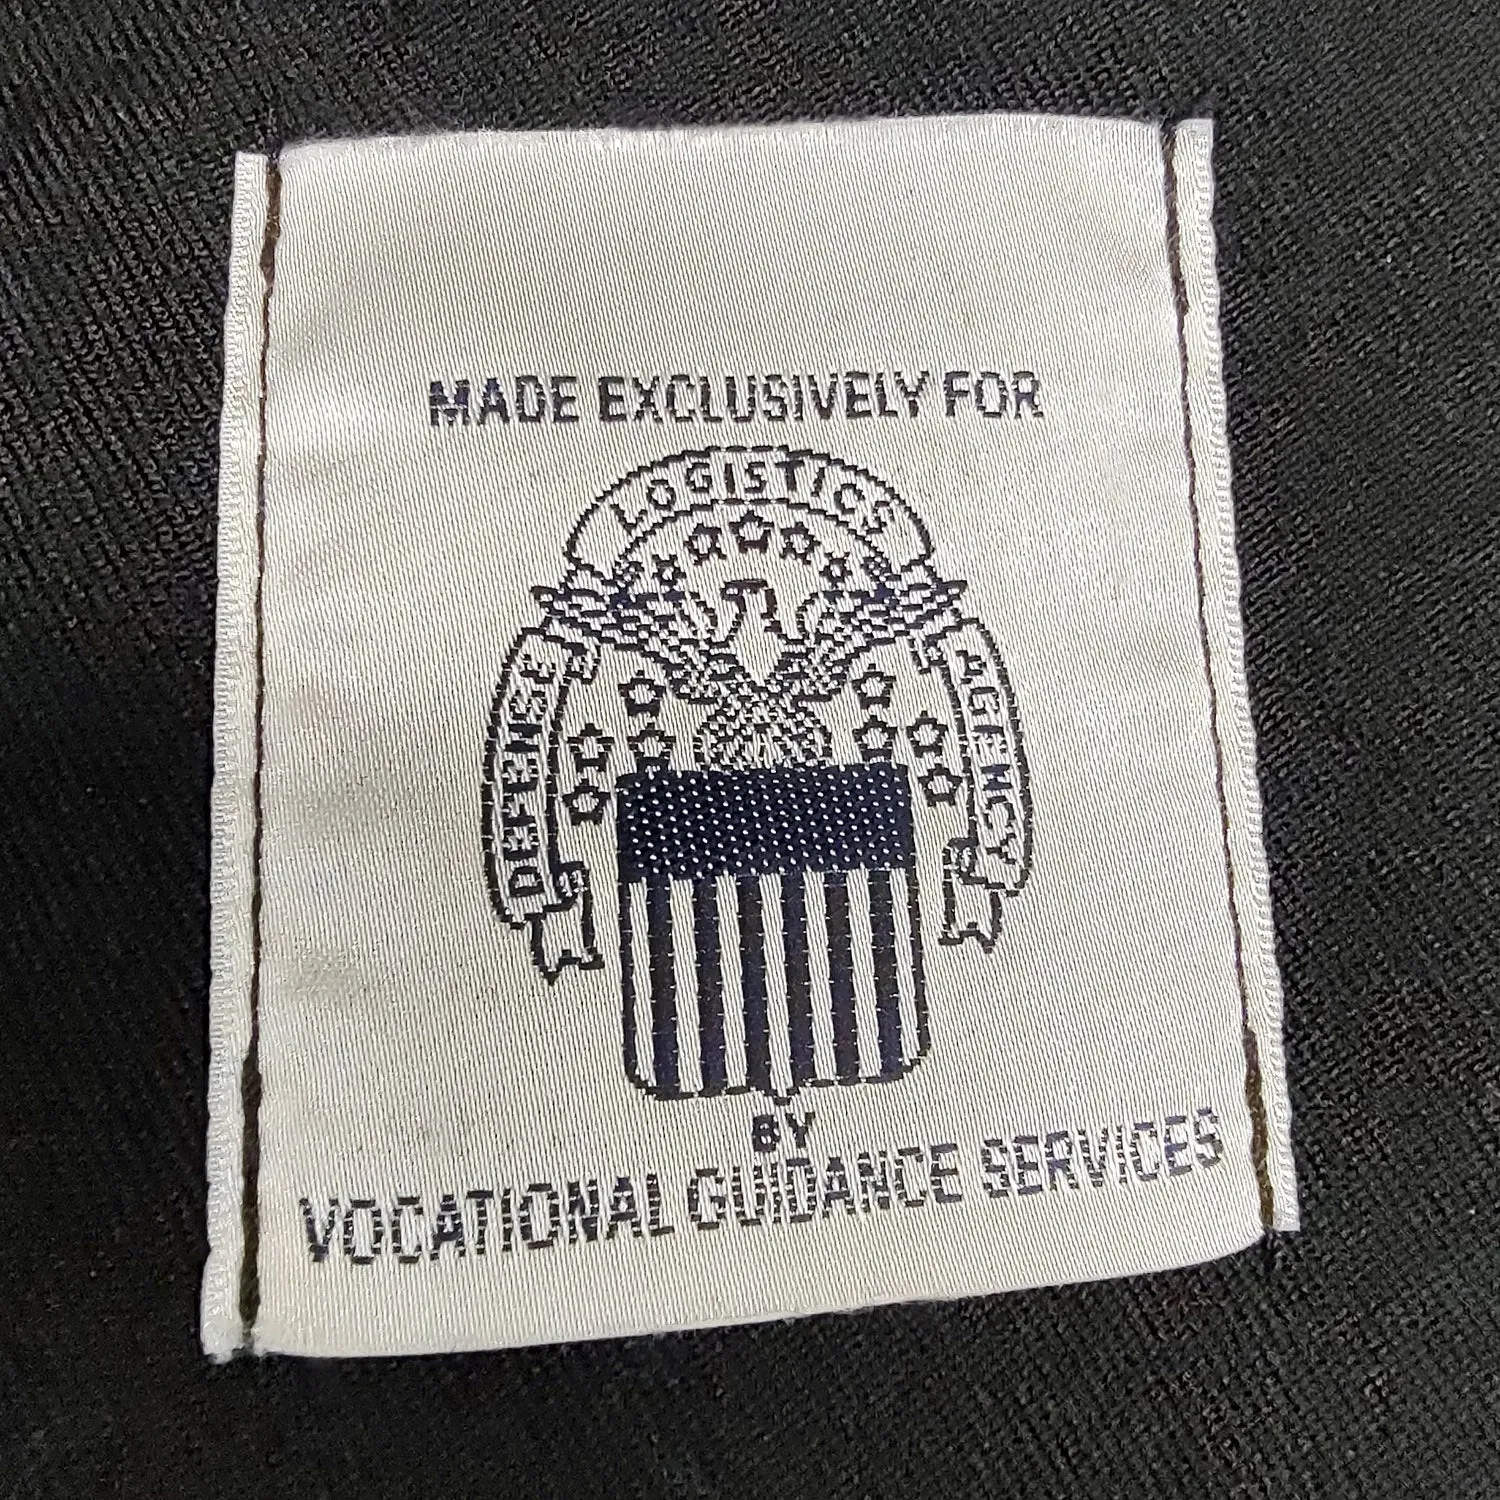 MADE EXCLUSIVELY FOR
DEFENSE LOGISTICS AGENCY
BY
VOCATIONAL GUIDANCE SERVICES